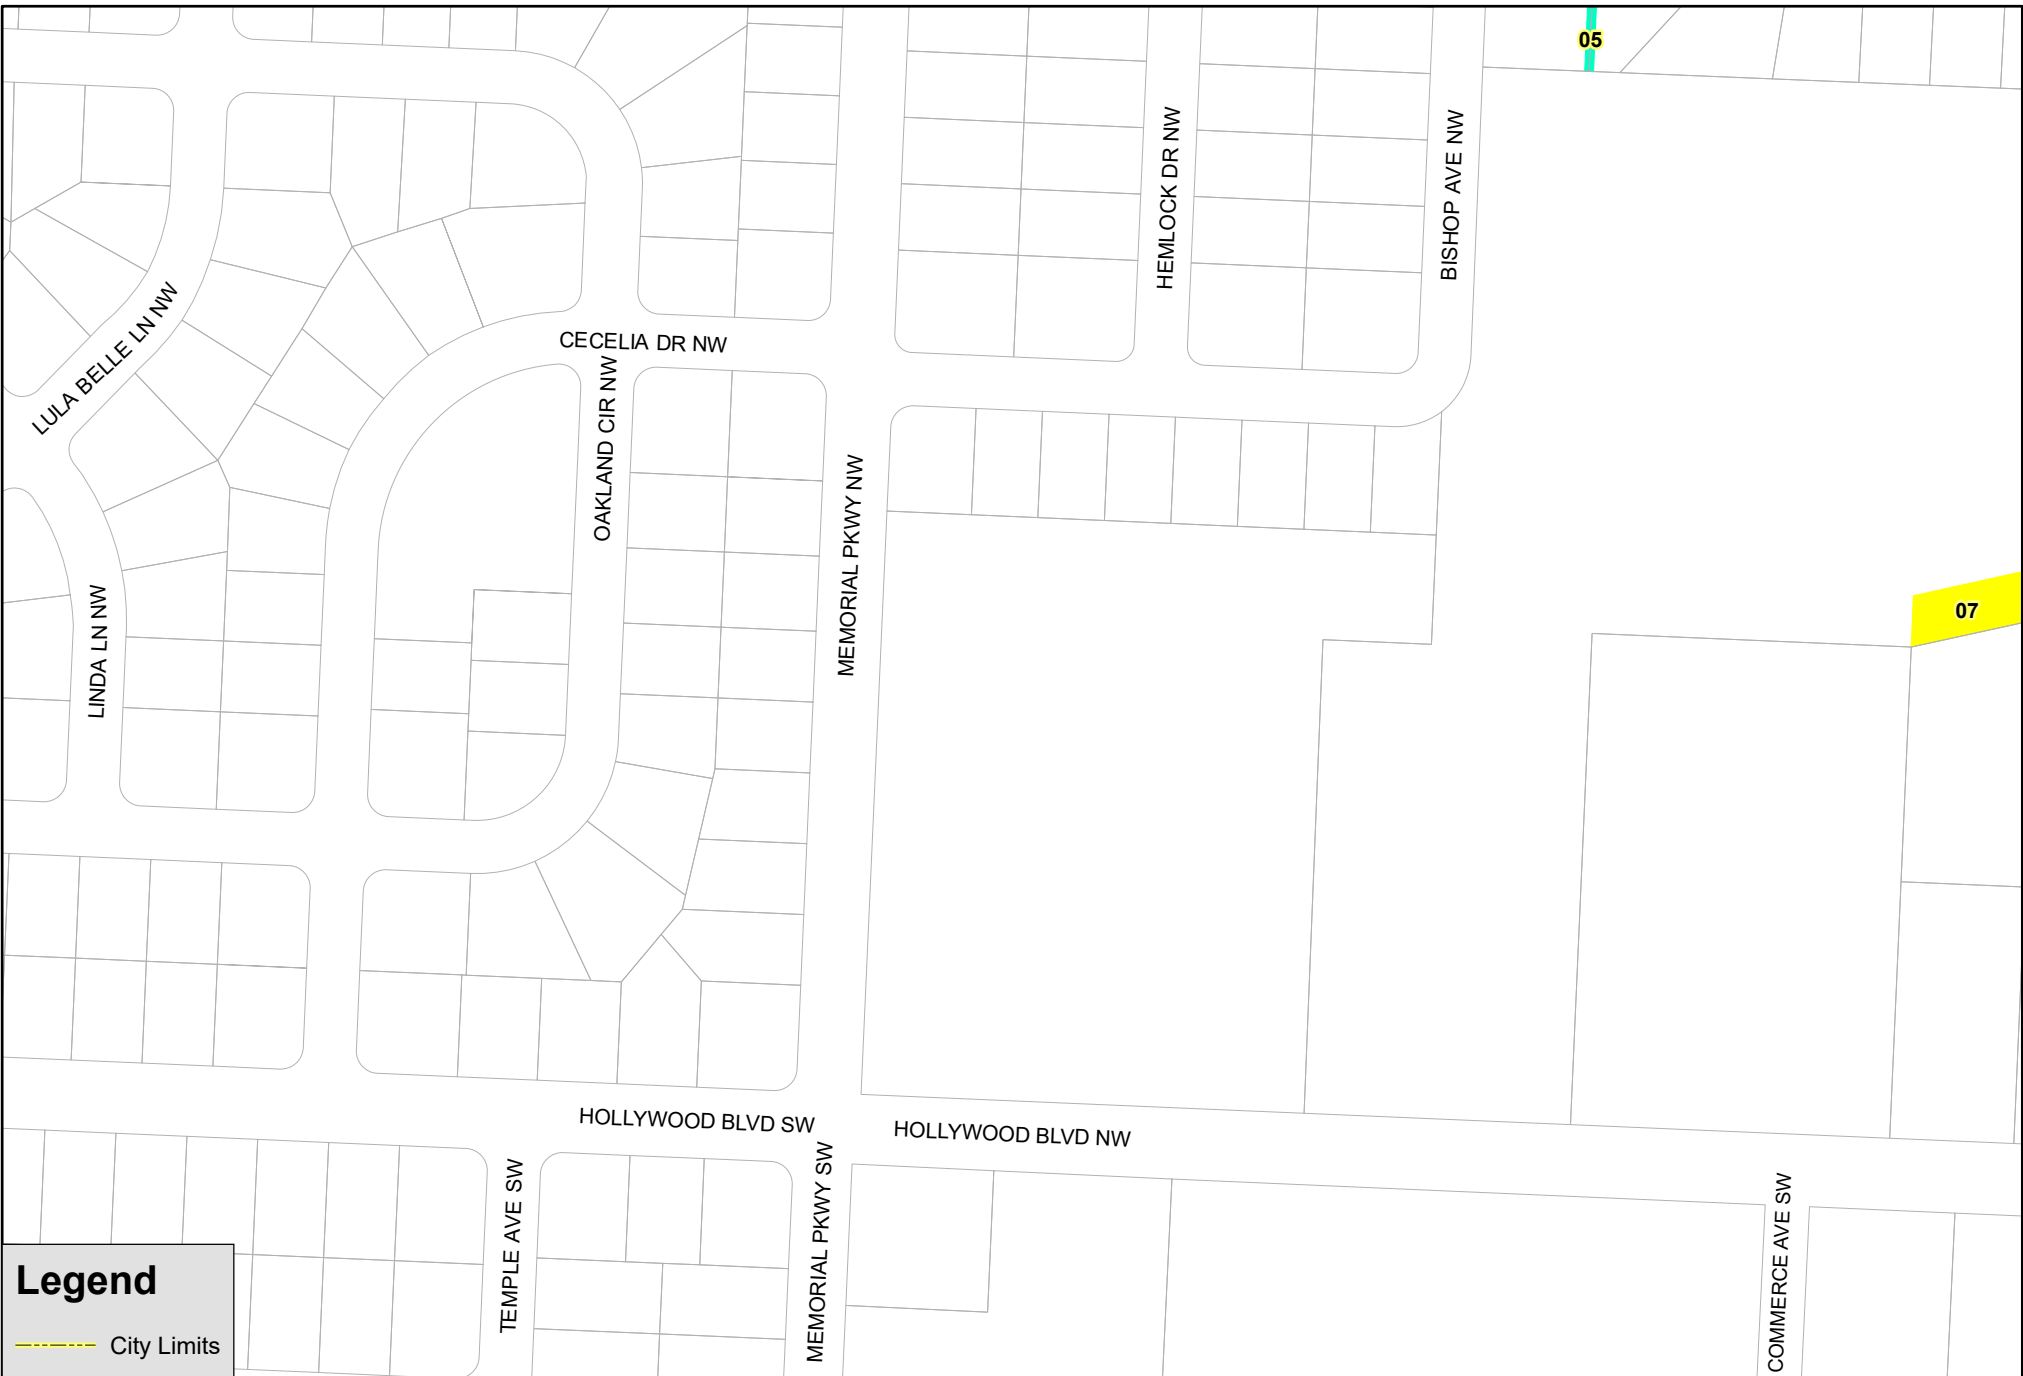 05
HEMLOCK DR NW
BISHOP AVE NW
LULA BELLE LN NW
CECELIA DR NW
OAKLAND CIR NW
MEMORIAL PKWY NW
LINDA LN NW
07
HOLLYWOOD BLVD SW
HOLLYWOOD BLVD NW
TEMPLE AVE SW
MEMORIAL PKWY SW
COMMERCE AVE SW
Legend
City Limits